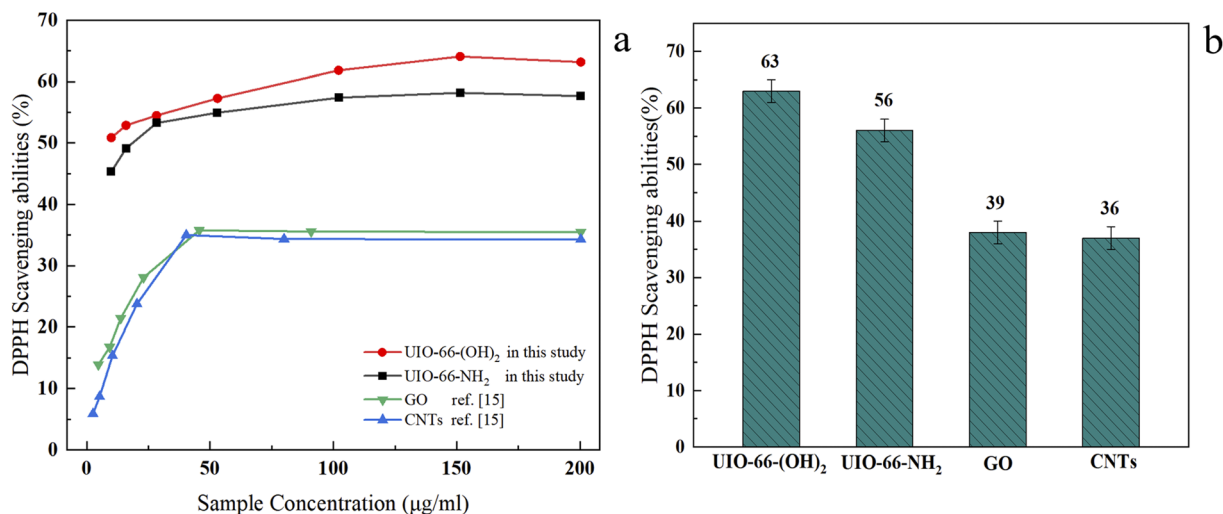 a
DPPH Scavenging abilities (%)
70
60
50
40
30
20
10
0
UIO-66-(OH)₂ in this study
UIO-66-NH₂ in this study
GO ref. [15]
CNTs ref. [15]
0 50 100 150 200
Sample Concentration (μg/ml)
b
DPPH Scavenging abilities(%)
70
60
50
40
30
20
10
0
63
56
39
36
UIO-66-(OH)₂ UIO-66-NH₂ GO CNTs